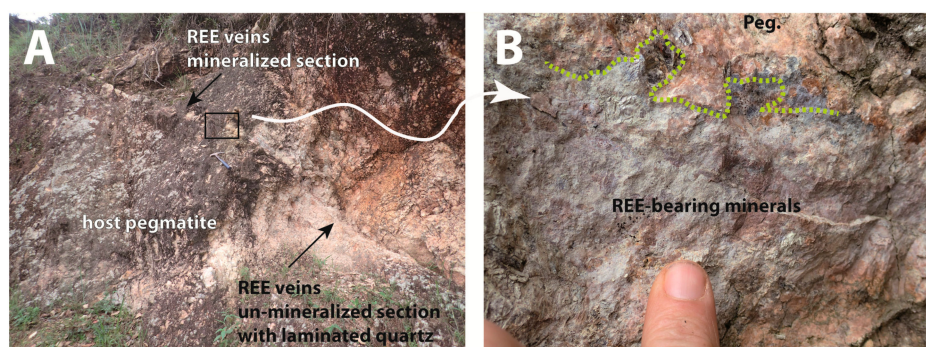 A
REE veins
mineralized section
host pegmatite
REE veins
un-mineralized section
with laminated quartz
B
Peg.
REE-bearing minerals